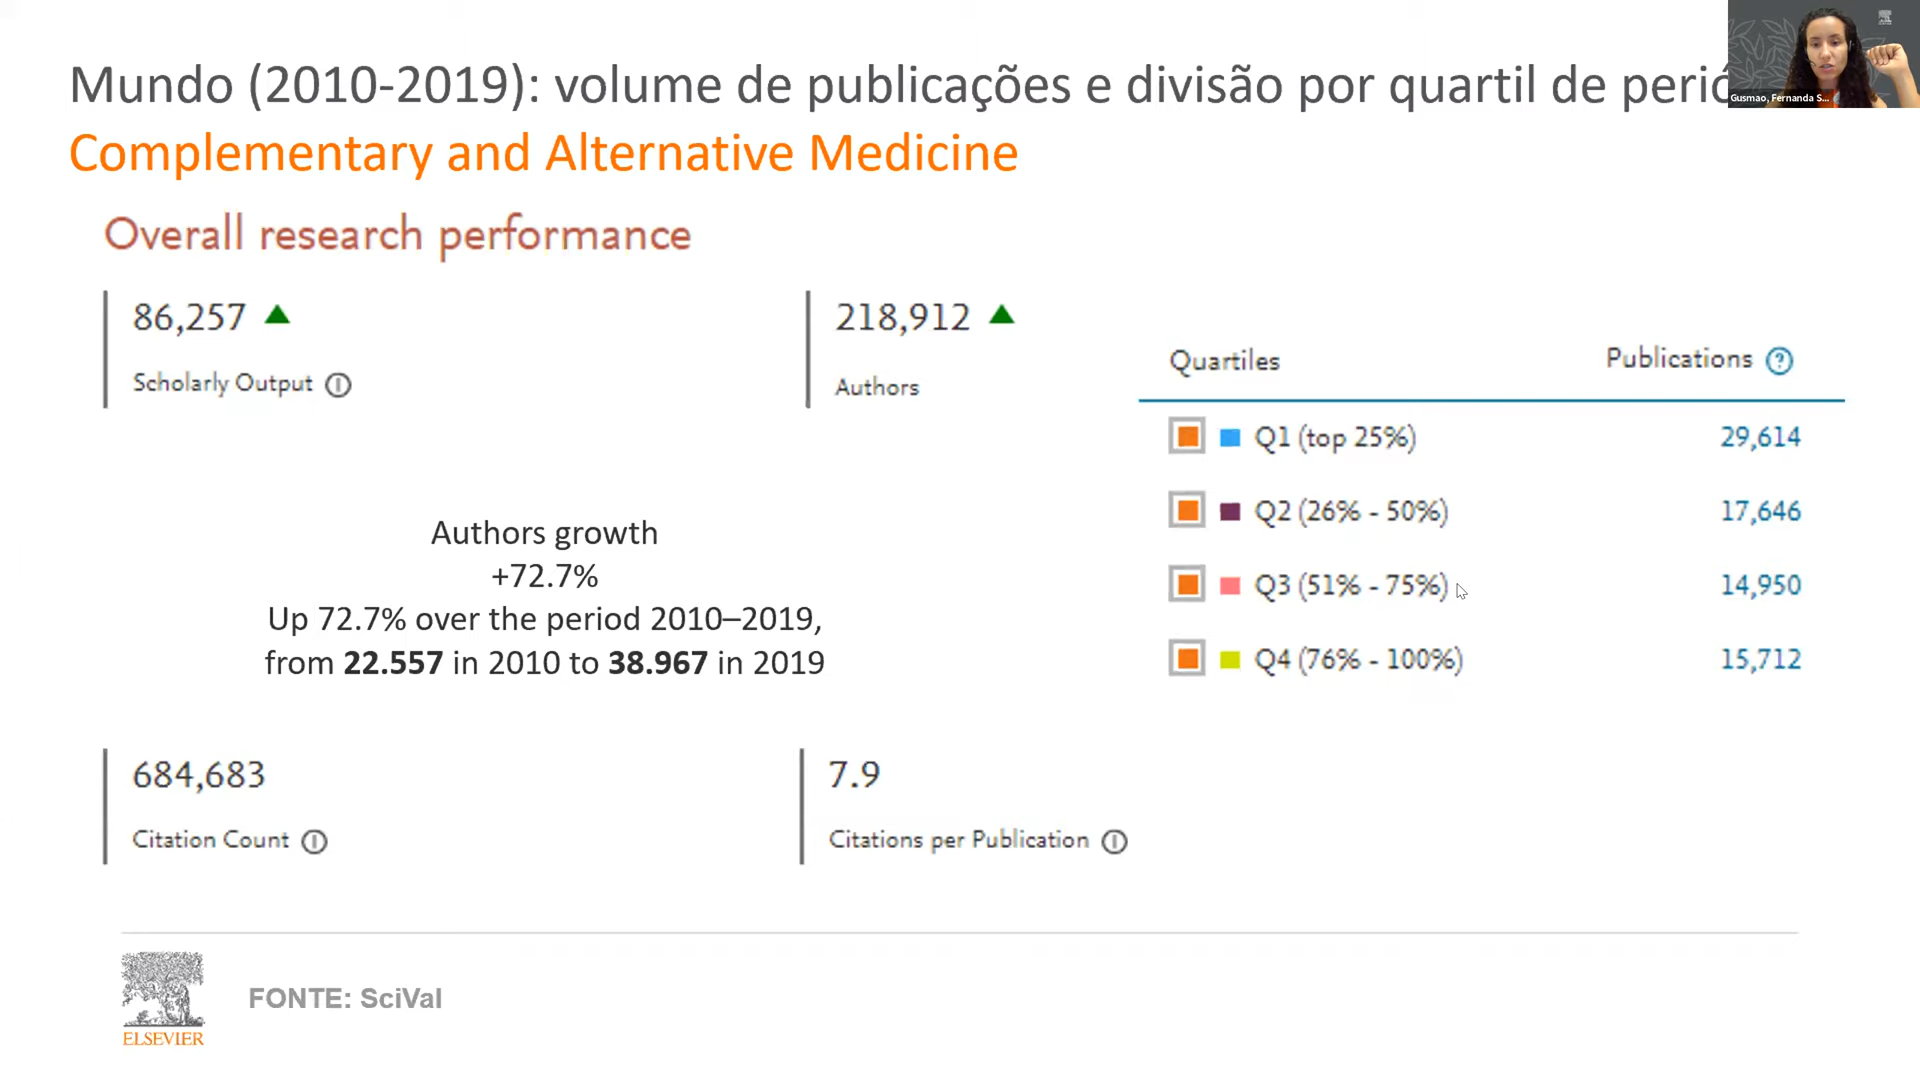 Mundo (2010-2019): volume de publicações e divisão por quartil de
Complementary and Alternative Medicine
Gusmao, Fernanda S...
Overall research performance
86,257
Scholarly Output
218,912
Authors
Authors growth
+72.7%
Up 72.7% over the period 2010–2019,
from 22.557 in 2010 to 38.967 in 2019
Quartiles Publications ?
Q1 (top 25%) 29,614
Q2 (26% - 50%) 17,646
Q3 (51% - 75%) 14,950
Q4 (76% - 100%) 15,712
684,683
Citation Count
7.9
Citations per Publication
ELSEVIER
FONTE: SciVal